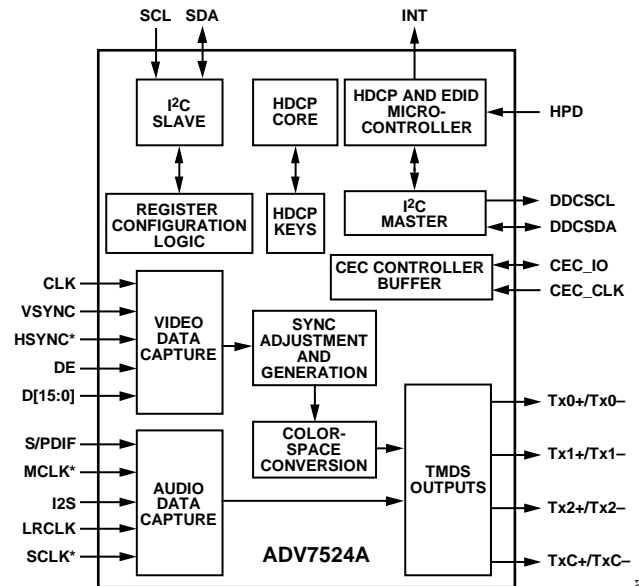 SCL SDA INT
I2C
SLAVE
HDCP
CORE
HDCP AND EDID
MICRO-
CONTROLLER
HPD
REGISTER
CONFIGURATION
LOGIC
HDCP
KEYS
I2C
MASTER
DDCSCL
DDCSDA
CEC CONTROLLER
BUFFER
CEC_IO
CEC_CLK
CLK
VSYNC
HSYNC*
DE
D[15:0]
VIDEO
DATA
CAPTURE
SYNC
ADJUSTMENT
AND
GENERATION
COLOR-
SPACE
CONVERSION
TMDS
OUTPUTS
Tx0+/Tx0–
Tx1+/Tx1–
Tx2+/Tx2–
TxC+/TxC–
S/PDIF
MCLK*
I2S
LRCLK
SCLK*
AUDIO
DATA
CAPTURE
ADV7524A